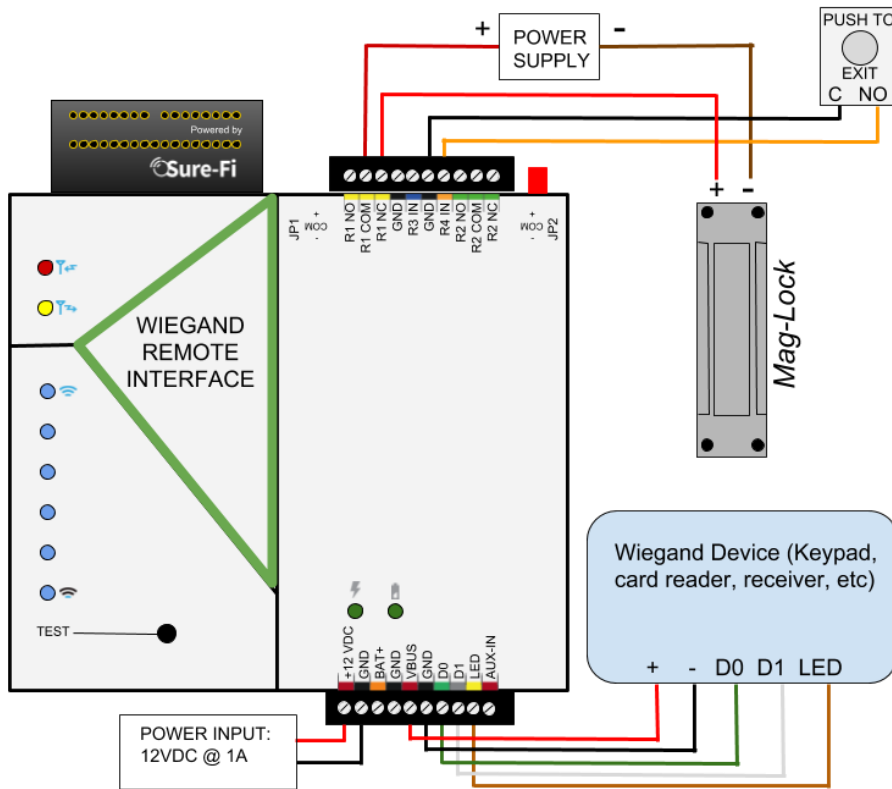 + POWER SUPPLY -
PUSH TO
EXIT
C NO
Powered by
Sure-Fi
+ -
JP1
+
COM
-
R1 NO
R1 COM
R1 NC
GND
R3 IN
GND
R4 IN
R2 NO
R2 COM
R2 NC
+
COM
-
JP2
WIEGAND
REMOTE
INTERFACE
Mag-Lock
Wiegand Device (Keypad,
card reader, receiver, etc)
+ - D0 D1 LED
TEST
+12 VDC
GND
BAT+
GND
VBUS
GND
D0
D1
LED
AUX-IN
POWER INPUT:
12VDC @ 1A